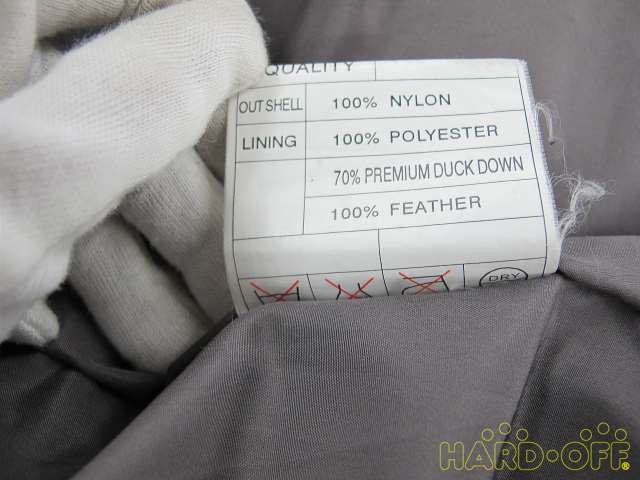 QUALITY
OUT SHELL 100% NYLON
LINING 100% POLYESTER
70% PREMIUM DUCK DOWN
100% FEATHER
DRY
HARD-OFF®